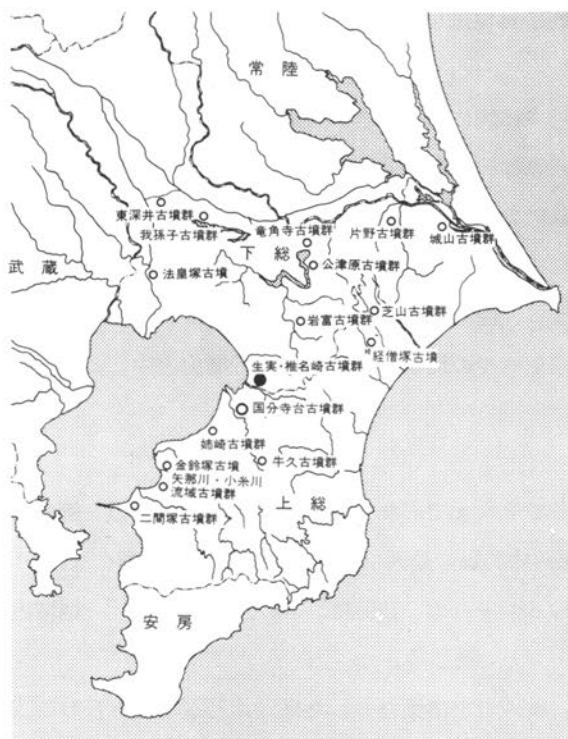 常 陸
東深井古墳群
我孫子古墳群
竜角寺古墳群
片野古墳群
城山古墳群
下 総
公津原古墳群
武 蔵
法皇塚古墳
岩富古墳群
芝山古墳群
経僧塚古墳
生実・椎名崎古墳群
国分寺台古墳群
姉崎古墳群
金鈴塚古墳
牛久古墳群
矢那川・小糸川
流域古墳群
上 総
二間塚古墳群
安 房